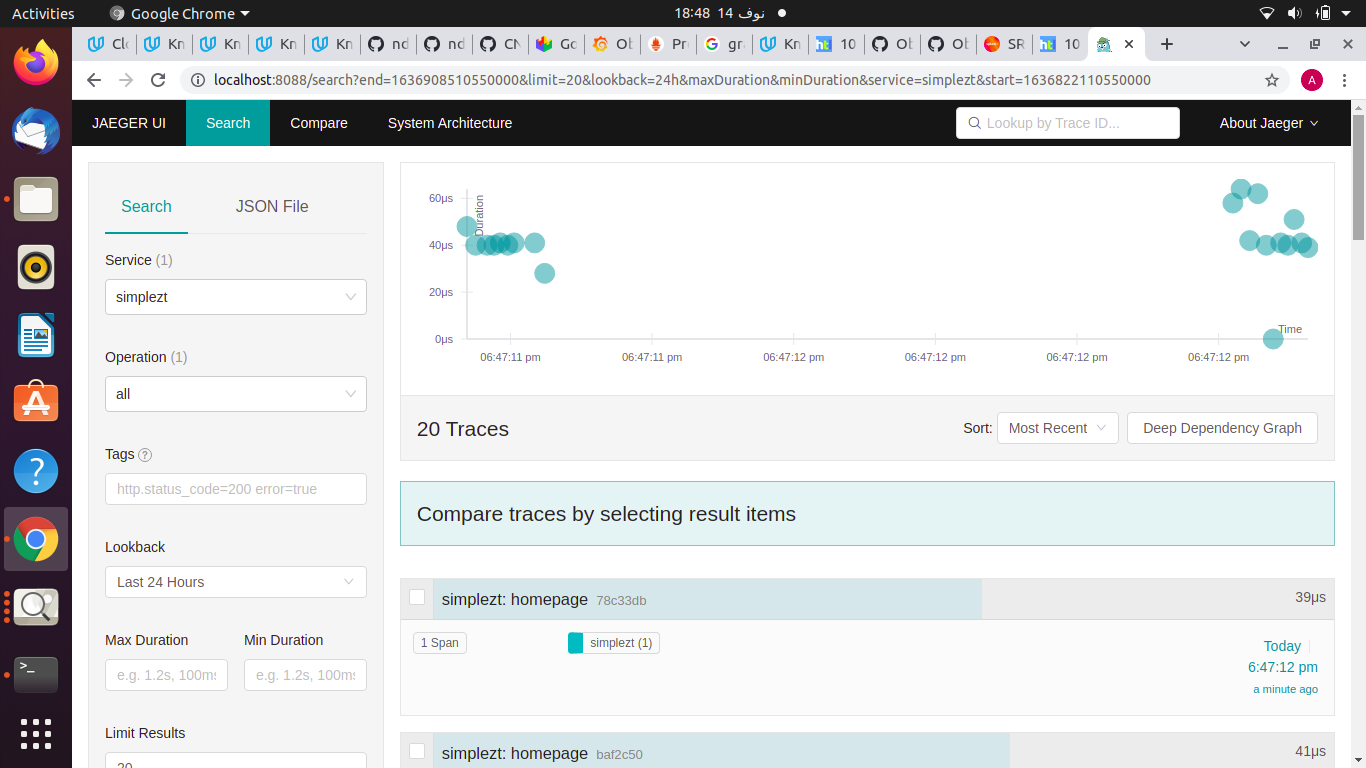 Activities
Google Chrome
18:48 14 نوف
Clo
Kn
Kn
Kn
Kn
nd
nd
CN
Go
Ob
Pro
gra
Kn
10
Ob
Ob
SR
10
localhost:8088/search?end=1636908510550000&limit=20&lookback=24h&maxDuration&minDuration&service=simplezt&start=1636822110550000
A
JAEGER UI
Search
Compare
System Architecture
Lookup by Trace ID...
About Jaeger
Search
JSON File
Service (1)
simplezt
Operation (1)
all
Tags ?
http.status_code=200 error=true
Lookback
Last 24 Hours
Max Duration Min Duration
e.g. 1.2s, 100ms e.g. 1.2s, 100ms
Limit Results
20
Duration
60μs
40μs
20μs
0μs
Time
06:47:11 pm 06:47:11 pm 06:47:12 pm 06:47:12 pm 06:47:12 pm 06:47:12 pm
20 Traces
Sort: Most Recent
Deep Dependency Graph
Compare traces by selecting result items
simplezt: homepage 78c33db 39μs
1 Span simplezt (1) Today
6:47:12 pm
a minute ago
simplezt: homepage baf2c50 41μs